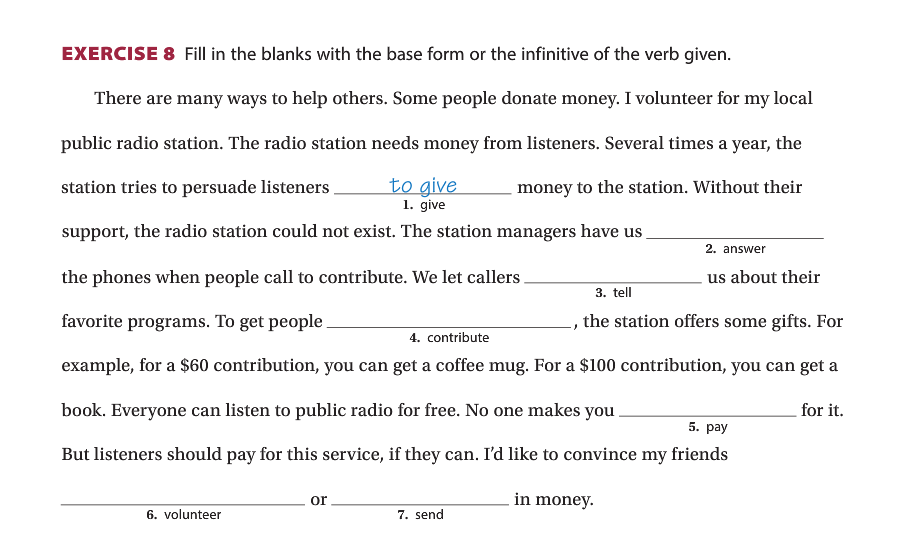 EXERCISE 8 Fill in the blanks with the base form or the infinitive of the verb given.
There are many ways to help others. Some people donate money. I volunteer for my local
public radio station. The radio station needs money from listeners. Several times a year, the
station tries to persuade listeners to give money to the station. Without their
1. give
support, the radio station could not exist. The station managers have us
2. answer
the phones when people call to contribute. We let callers us about their
3. tell
favorite programs. To get people , the station offers some gifts. For
4. contribute
example, for a $60 contribution, you can get a coffee mug. For a $100 contribution, you can get a
book. Everyone can listen to public radio for free. No one makes you for it.
5. pay
But listeners should pay for this service, if they can. I'd like to convince my friends
or in money.
6. volunteer 7. send